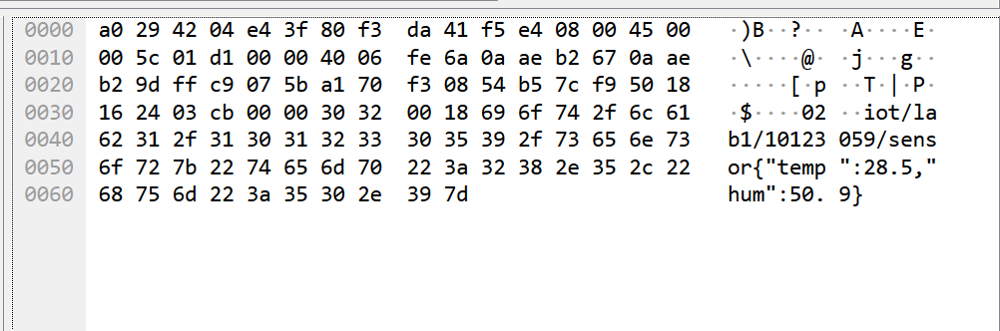 0000 a0 29 42 04 e4 3f 80 f3 da 41 f5 e4 08 00 45 00 ·)B··?·· ·A····E·
0010 00 5c 01 d1 00 00 40 06 fe 6a 0a ae b2 67 0a ae ·\····@· ·j···g··
0020 b2 9d ff c9 07 5b a1 70 f3 08 54 b5 7c f9 50 18 ·····[·p ··T·|·P·
0030 16 24 03 cb 00 00 30 32 00 18 69 6f 74 2f 6c 61 ·$····02 ··iot/la
0040 62 31 2f 31 30 31 32 33 30 35 39 2f 73 65 6e 73 b1/10123 059/sens
0050 6f 72 7b 22 74 65 6d 70 22 3a 32 38 2e 35 2c 22 or{"temp ":28.5,"
0060 68 75 6d 22 3a 35 30 2e 39 7d hum":50. 9}